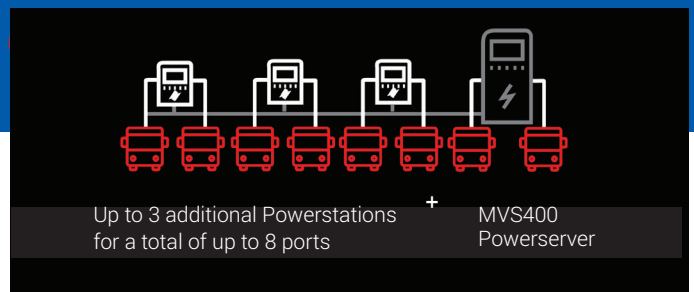 +
Up to 3 additional Powerstations
for a total of up to 8 ports
MVS400
Powerserver